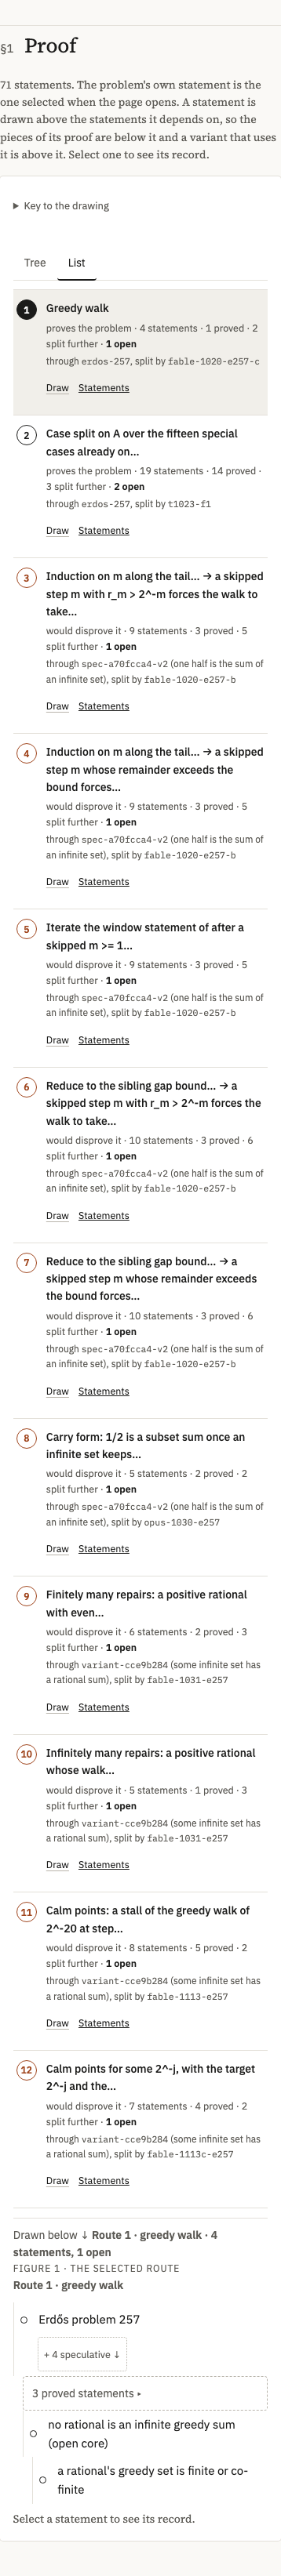 §1 Proof
71 statements. The problem's own statement is the
one selected when the page opens. A statement is
drawn above the statements it depends on, so the
pieces of its proof are below it and a variant that uses
it is above it. Select one to see its record.
▶ Key to the drawing
Tree List
1 Greedy walk
proves the problem · 4 statements · 1 proved · 2
split further · 1 open
through erdos-257, split by fable-1020-e257-c
Draw Statements
2 Case split on A over the fifteen special
cases already on...
proves the problem · 19 statements · 14 proved ·
3 split further · 2 open
through erdos-257, split by t1023-f1
Draw Statements
3 Induction on m along the tail... → a skipped
step m with r_m > 2^-m forces the walk to
take...
would disprove it · 9 statements · 3 proved · 5
split further · 1 open
through spec-a70fcca4-v2 (one half is the sum of
an infinite set), split by fable-1020-e257-b
Draw Statements
4 Induction on m along the tail... → a skipped
step m whose remainder exceeds the
bound forces...
would disprove it · 9 statements · 3 proved · 5
split further · 1 open
through spec-a70fcca4-v2 (one half is the sum of
an infinite set), split by fable-1020-e257-b
Draw Statements
5 Iterate the window statement of after a
skipped m >= 1...
would disprove it · 9 statements · 3 proved · 5
split further · 1 open
through spec-a70fcca4-v2 (one half is the sum of
an infinite set), split by fable-1020-e257-b
Draw Statements
6 Reduce to the sibling gap bound... → a
skipped step m with r_m > 2^-m forces the
walk to take...
would disprove it · 10 statements · 3 proved · 6
split further · 1 open
through spec-a70fcca4-v2 (one half is the sum of
an infinite set), split by fable-1020-e257-b
Draw Statements
7 Reduce to the sibling gap bound... → a
skipped step m whose remainder exceeds
the bound forces...
would disprove it · 10 statements · 3 proved · 6
split further · 1 open
through spec-a70fcca4-v2 (one half is the sum of
an infinite set), split by fable-1020-e257-b
Draw Statements
8 Carry form: 1/2 is a subset sum once an
infinite set keeps...
would disprove it · 5 statements · 2 proved · 2
split further · 1 open
through spec-a70fcca4-v2 (one half is the sum of
an infinite set), split by opus-1030-e257
Draw Statements
9 Finitely many repairs: a positive rational
with even...
would disprove it · 6 statements · 2 proved · 3
split further · 1 open
through variant-cce9b284 (some infinite set has
a rational sum), split by fable-1031-e257
Draw Statements
10 Infinitely many repairs: a positive rational
whose walk...
would disprove it · 5 statements · 1 proved · 3
split further · 1 open
through variant-cce9b284 (some infinite set has
a rational sum), split by fable-1031-e257
Draw Statements
11 Calm points: a stall of the greedy walk of
2^-20 at step...
would disprove it · 8 statements · 5 proved · 2
split further · 1 open
through variant-cce9b284 (some infinite set has
a rational sum), split by fable-1113-e257
Draw Statements
12 Calm points for some 2^-j, with the target
2^-j and the...
would disprove it · 7 statements · 4 proved · 2
split further · 1 open
through variant-cce9b284 (some infinite set has
a rational sum), split by fable-1113c-e257
Draw Statements
Drawn below ↓ Route 1 · greedy walk · 4
statements, 1 open
FIGURE 1 · THE SELECTED ROUTE
Route 1 · greedy walk
Erdős problem 257
+ 4 speculative ↓
3 proved statements ▸
no rational is an infinite greedy sum
(open core)
a rational's greedy set is finite or co-
finite
Select a statement to see its record.